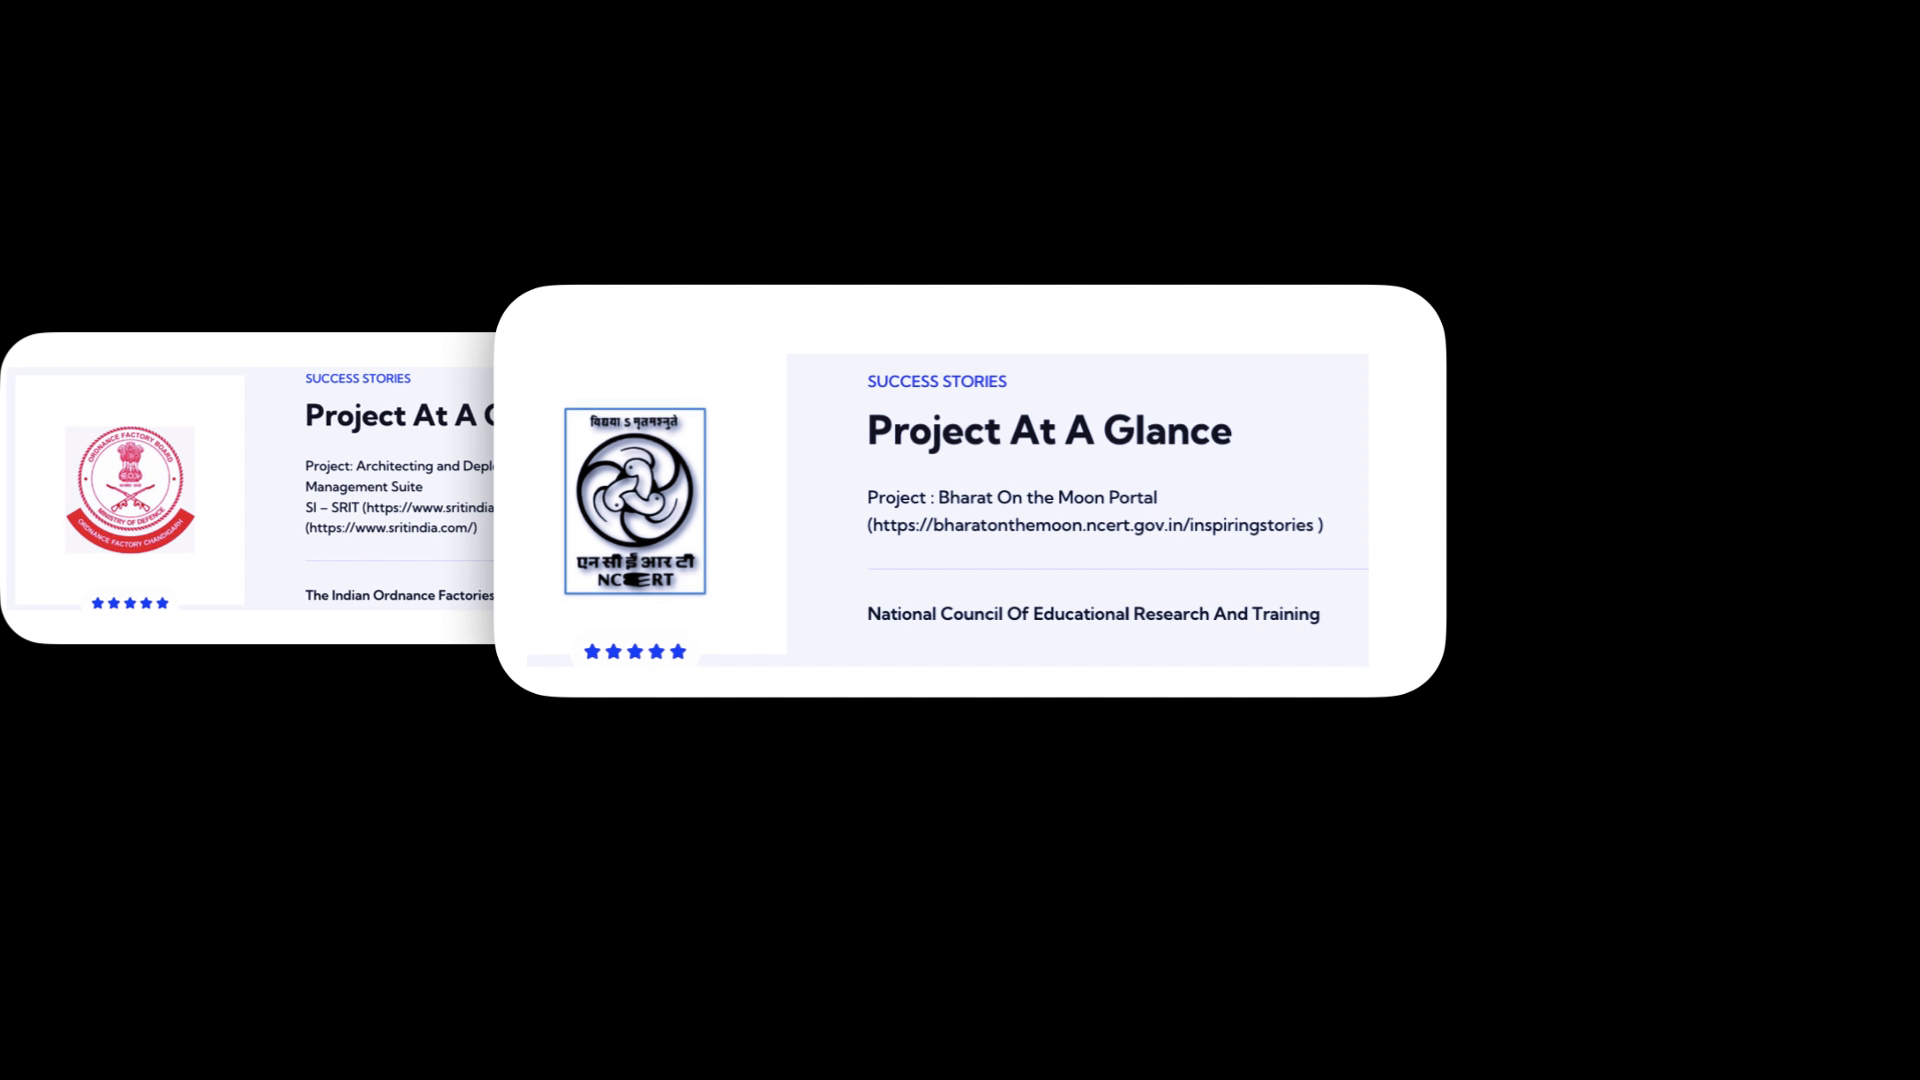 ORDNANCE FACTORY BOARD
MINISTRY OF DEFENCE
ORDNANCE FACTORY CHANDIGARH
SUCCESS STORIES
Project At A
Project: Architecting and Depl
Management Suite
SI – SRIT (https://www.sritindia
(https://www.sritindia.com/)
The Indian Ordnance Factories
विद्यया ऽ मृतमश्नुते
एन सी ई आर टी
NCERT
SUCCESS STORIES
Project At A Glance
Project : Bharat On the Moon Portal
(https://bharatonthemoon.ncert.gov.in/inspiringstories )
National Council Of Educational Research And Training